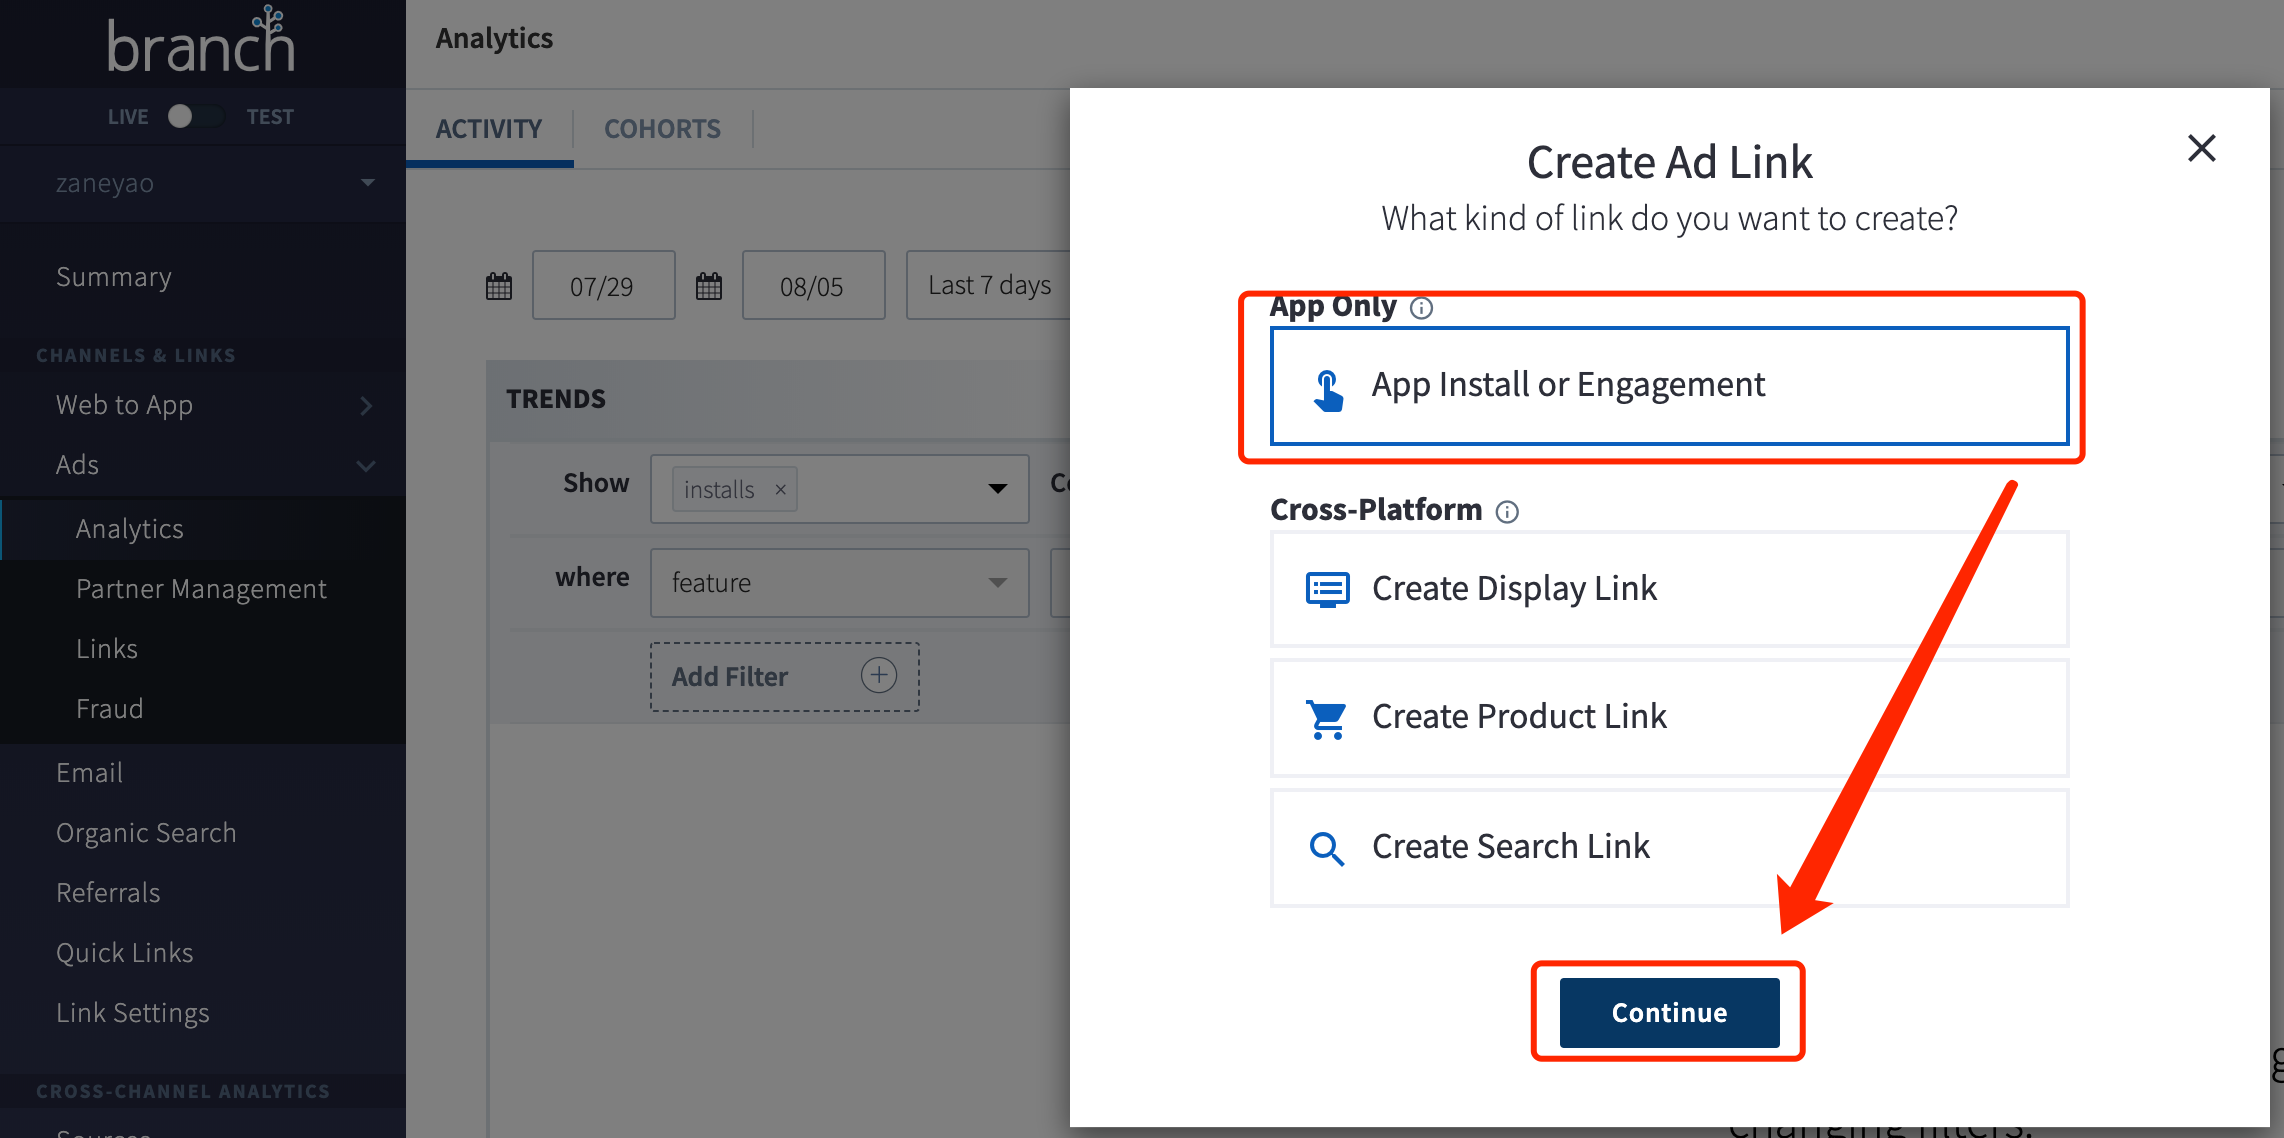 branch
LIVE TEST
zaneyao
Summary
CHANNELS & LINKS
Web to App
Ads
Analytics
Partner Management
Links
Fraud
Email
Organic Search
Referrals
Quick Links
Link Settings
CROSS-CHANNEL ANALYTICS
Analytics
ACTIVITY COHORTS
07/29 08/05 Last 7 days
TRENDS
Show installs ×
where feature
Add Filter
Create Ad Link
What kind of link do you want to create?
App Only
App Install or Engagement
Cross-Platform
Create Display Link
Create Product Link
Create Search Link
Continue
changing filters.